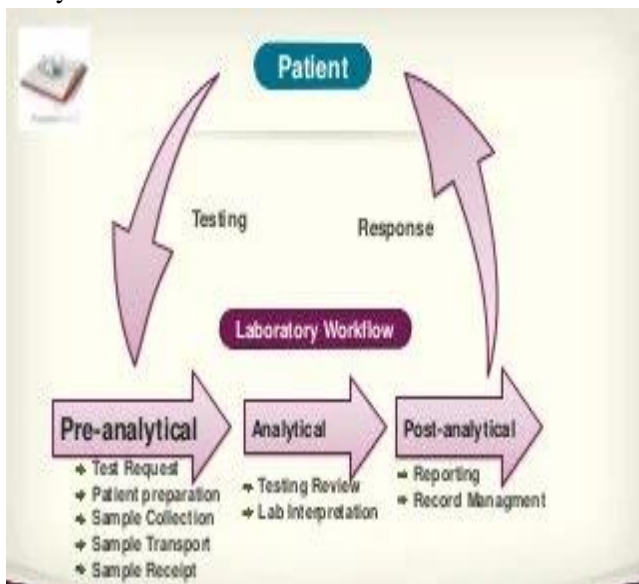 Patient
Testing
Response
Laboratory Workflow
Pre-analytical
Test Request
Patient preparation
Sample Collection
Sample Transport
Sample Receipt
Analytical
Testing Review
Lab Interpretation
Post-analytical
Reporting
Record Managment